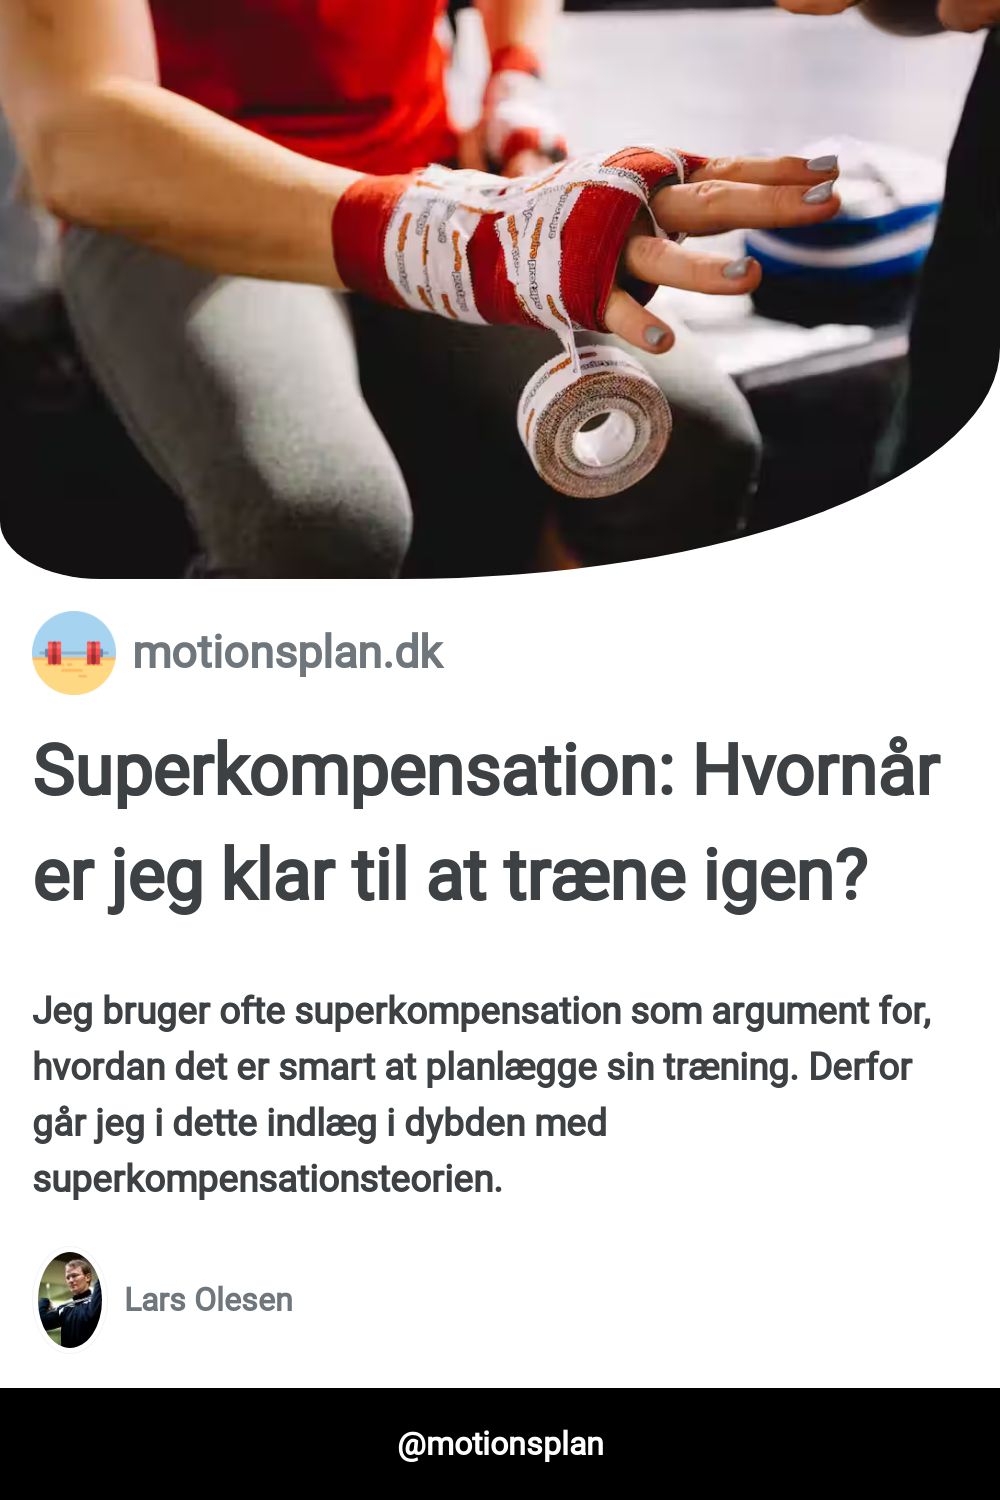 motionsplan.dk
Superkompensation: Hvornår
er jeg klar til at træne igen?
Jeg bruger ofte superkompensation som argument for,
hvordan det er smart at planlægge sin træning. Derfor
går jeg i dette indlæg i dybden med
superkompensationsteorien.
Lars Olesen
@motionsplan